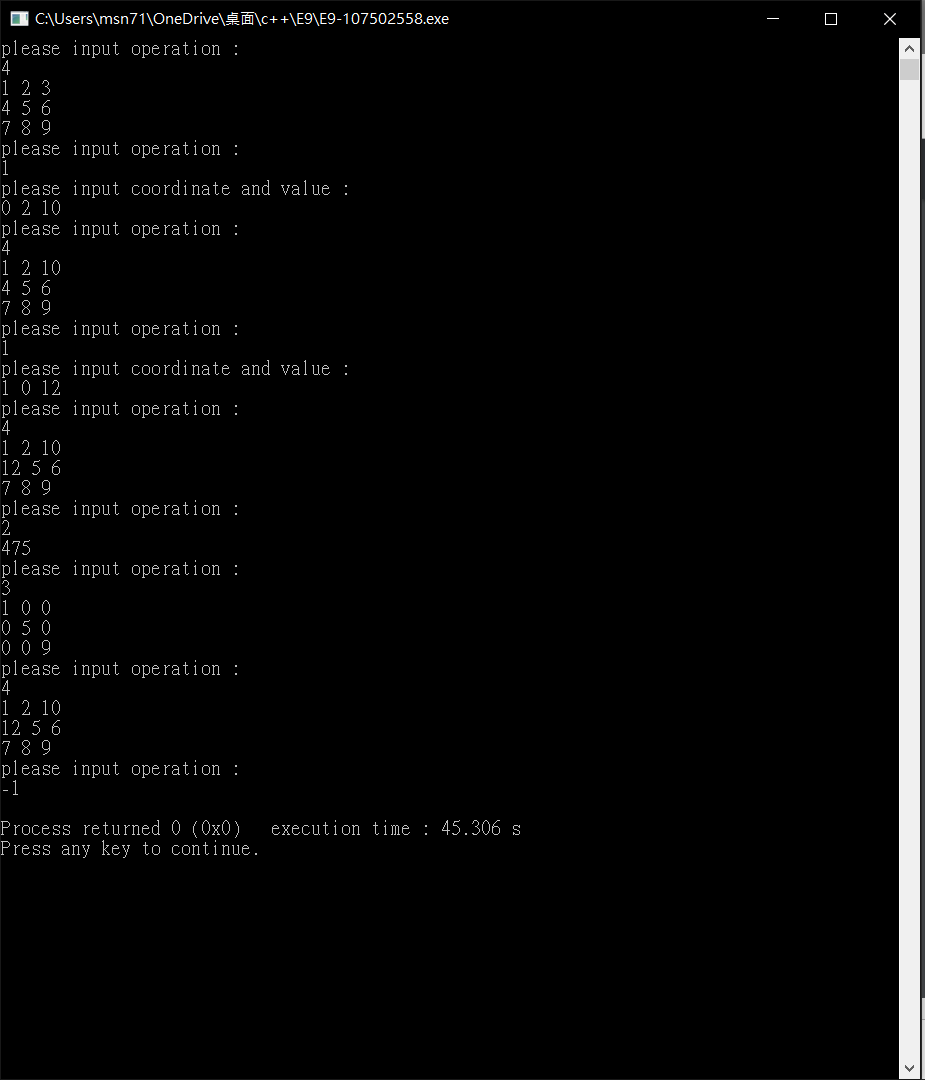 C:\Users\msn71\OneDrive\桌面\c++\E9\E9-107502558.exe
please input operation :
4
1 2 3
4 5 6
7 8 9
please input operation :
1
please input coordinate and value :
0 2 10
please input operation :
4
1 2 10
4 5 6
7 8 9
please input operation :
1
please input coordinate and value :
1 0 12
please input operation :
4
1 2 10
12 5 6
7 8 9
please input operation :
2
475
please input operation :
3
1 0 0
0 5 0
0 0 9
please input operation :
4
1 2 10
12 5 6
7 8 9
please input operation :
-1
Process returned 0 (0x0)   execution time : 45.306 s
Press any key to continue.